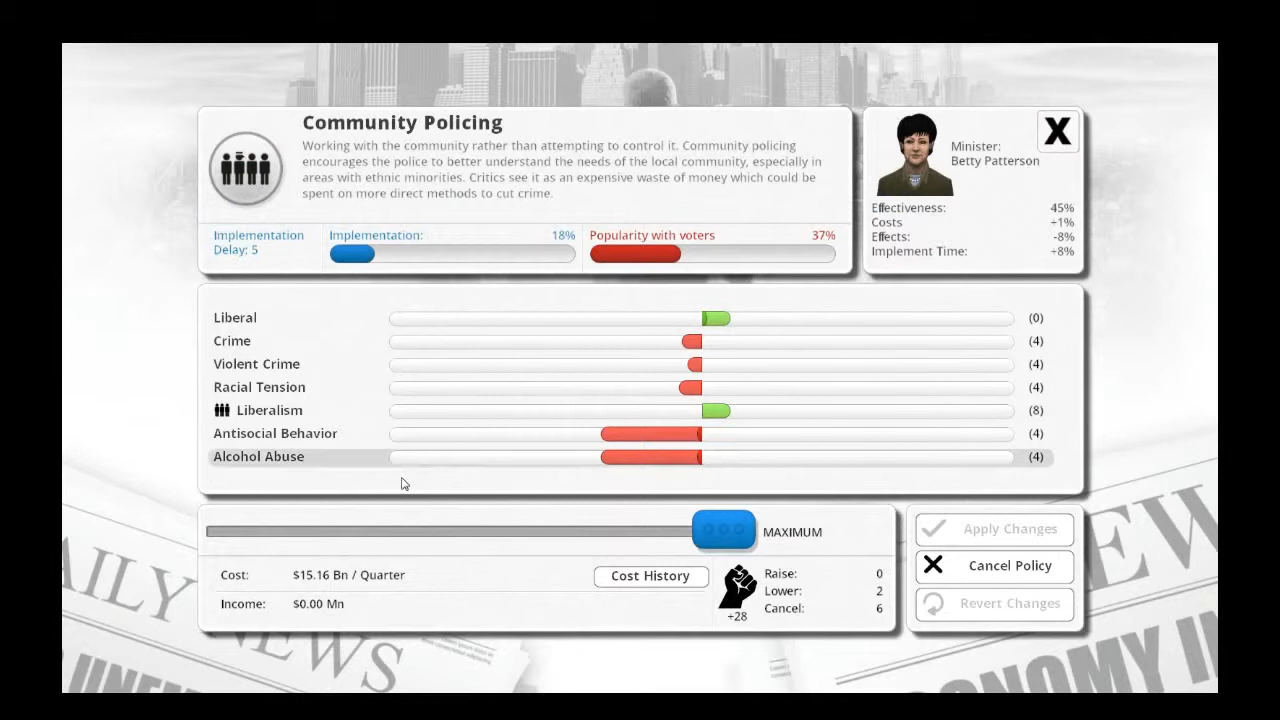 Community Policing
Working with the community rather than attempting to control it. Community policing
encourages the police to better understand the needs of the local community, especially in
areas with ethnic minorities. Critics see it as an expensive waste of money which could be
spent on more direct methods to cut crime.
Implementation
Delay: 5
Implementation: 18%
Popularity with voters 37%
X
Minister:
Betty Patterson
Effectiveness: 45%
Costs +1%
Effects: -8%
Implement Time: +8%
Liberal (0)
Crime (4)
Violent Crime (4)
Racial Tension (4)
Liberalism (8)
Antisocial Behavior (4)
Alcohol Abuse (4)
MAXIMUM
Cost: $15.16 Bn / Quarter
Income: $0.00 Mn
Cost History
+28
Raise: 0
Lower: 2
Cancel: 6
Apply Changes
Cancel Policy
Revert Changes
AILY NEWS
NEW
ONOMY I